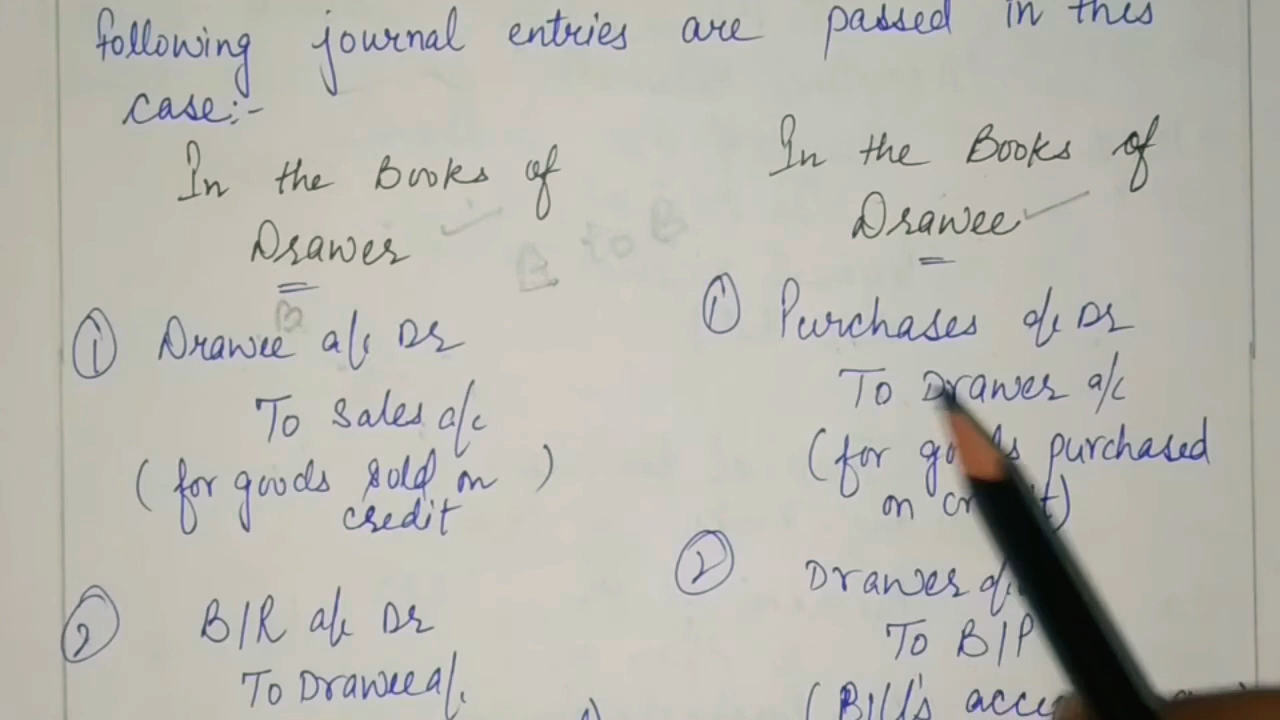 following journal entries are passed in this
case:-
In the Books of
Drawer
B
① Drawee a/c Dr
To Sales a/c
(for goods sold on
credit)
② B/R a/c Dr
To Drawee a/c
In the Books of
Drawee
① Purchases a/c Dr
To Drawer a/c
(for goods purchased
on credit)
② Drawer a/c
To B/P
(Bill's
B to B